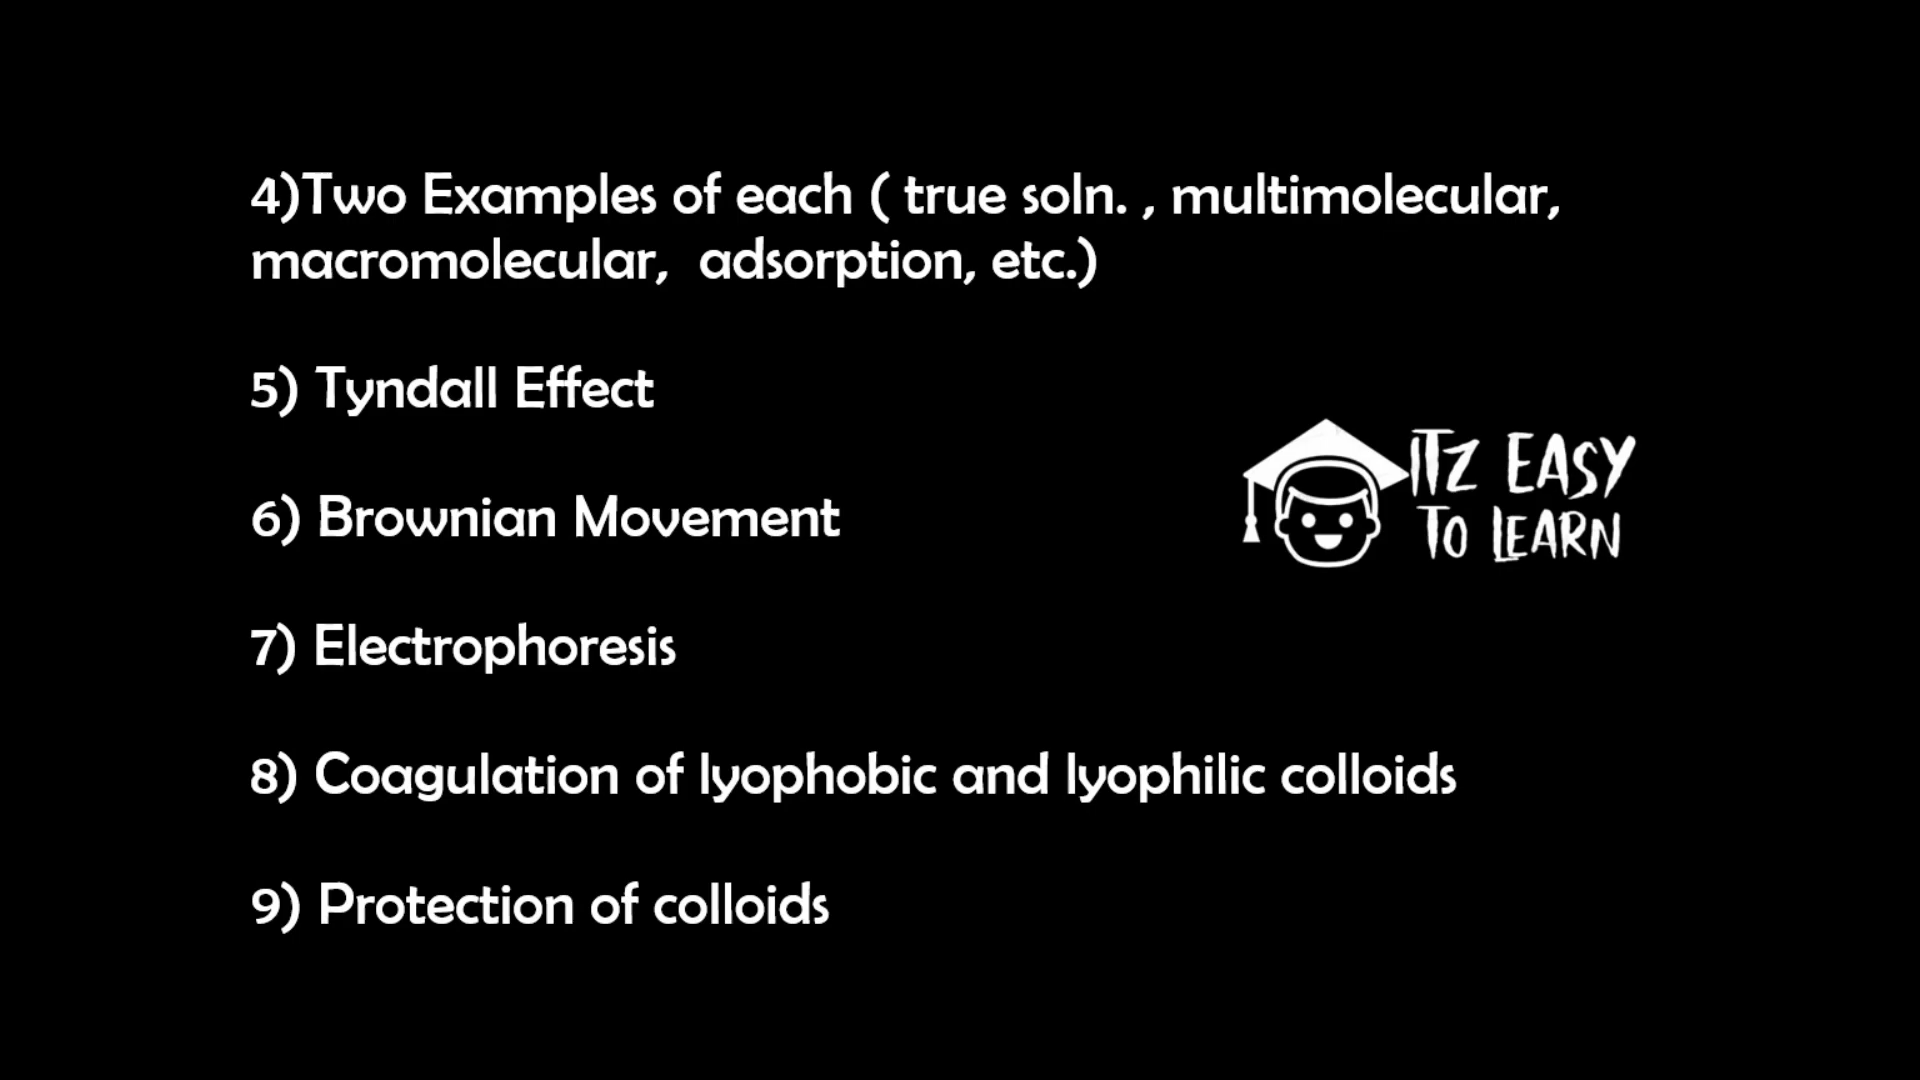 4)Two Examples of each ( true soln. , multimolecular,
macromolecular,  adsorption, etc.)
5) Tyndall Effect
6) Brownian Movement
7) Electrophoresis
8) Coagulation of lyophobic and lyophilic colloids
9) Protection of colloids
ITZ EASY
TO LEARN